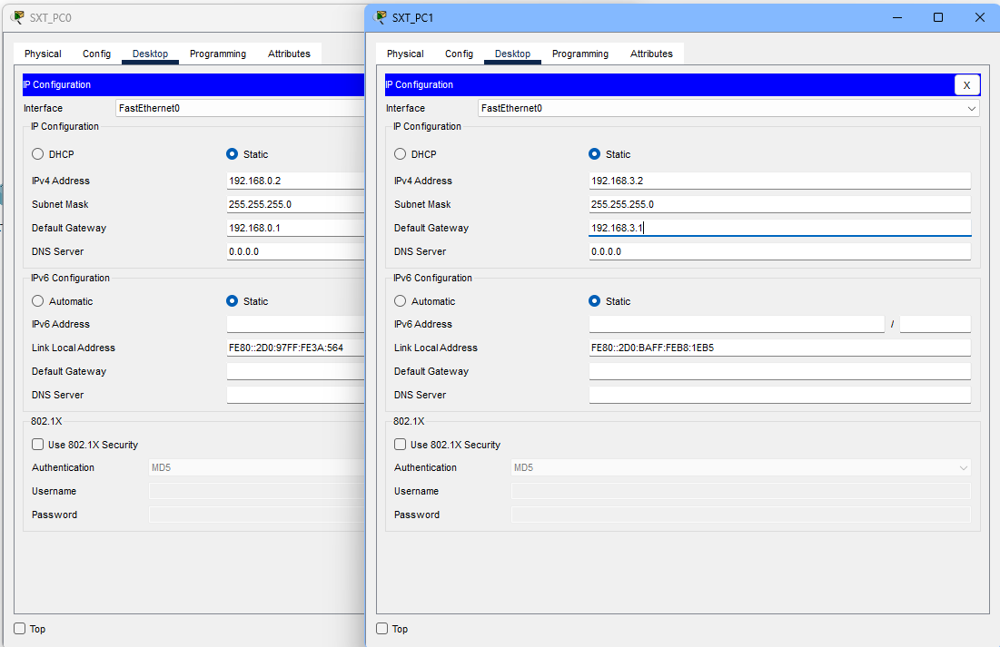 SXT_PC0
Physical Config Desktop Programming Attributes
IP Configuration
Interface FastEthernet0
IP Configuration
DHCP Static
IPv4 Address 192.168.0.2
Subnet Mask 255.255.255.0
Default Gateway 192.168.0.1
DNS Server 0.0.0.0
IPv6 Configuration
Automatic Static
IPv6 Address
Link Local Address FE80::2D0:97FF:FE3A:564
Default Gateway
DNS Server
802.1X
Use 802.1X Security
Authentication MD5
Username
Password
Top
SXT_PC1
Physical Config Desktop Programming Attributes
IP Configuration X
Interface FastEthernet0
IP Configuration
DHCP Static
IPv4 Address 192.168.3.2
Subnet Mask 255.255.255.0
Default Gateway 192.168.3.1
DNS Server 0.0.0.0
IPv6 Configuration
Automatic Static
IPv6 Address /
Link Local Address FE80::2D0:BAFF:FEB8:1EB5
Default Gateway
DNS Server
802.1X
Use 802.1X Security
Authentication MD5
Username
Password
Top